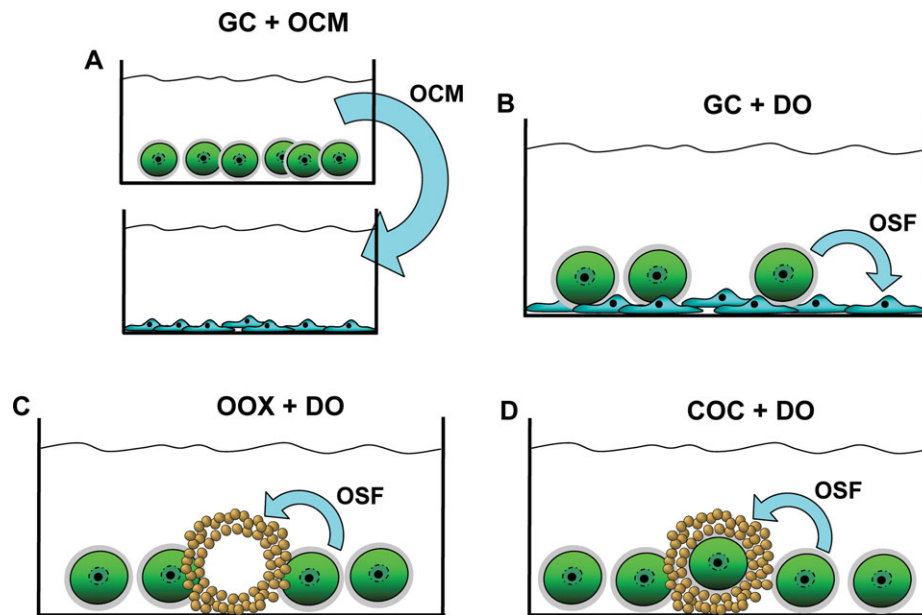 GC + OCM
A
OCM
B
GC + DO
OSF
C
OOX + DO
OSF
D
COC + DO
OSF